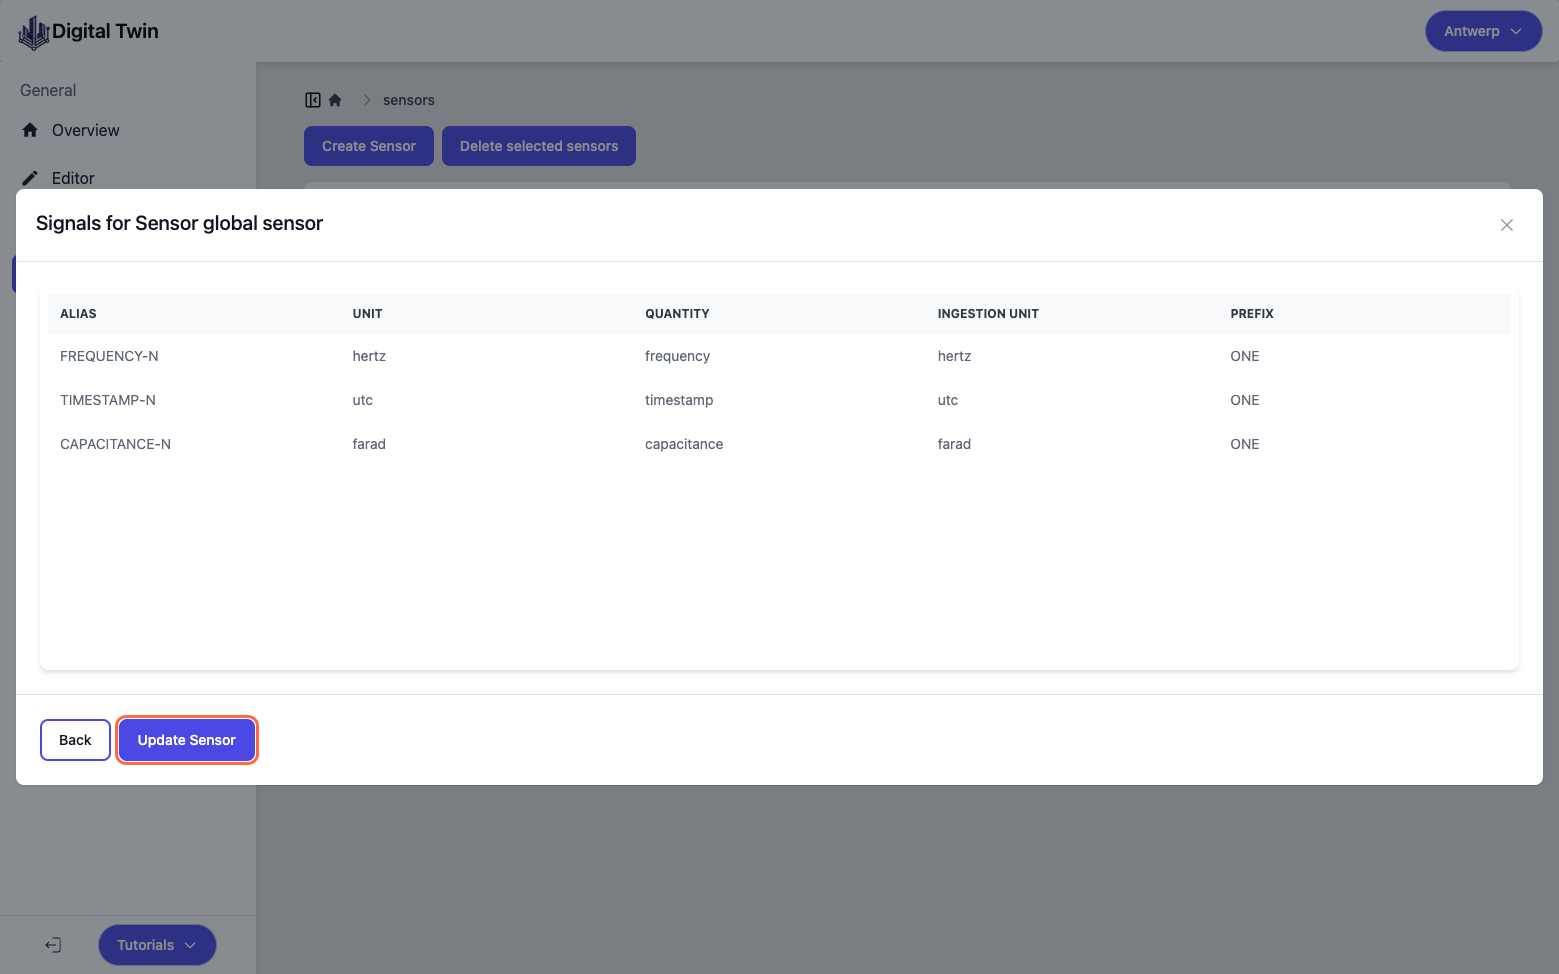 Digital Twin
Antwerp
General
Overview
Editor
sensors
Create Sensor
Delete selected sensors
Signals for Sensor global sensor
ALIAS UNIT QUANTITY INGESTION UNIT PREFIX
FREQUENCY-N hertz frequency hertz ONE
TIMESTAMP-N utc timestamp utc ONE
CAPACITANCE-N farad capacitance farad ONE
Back
Update Sensor
Tutorials